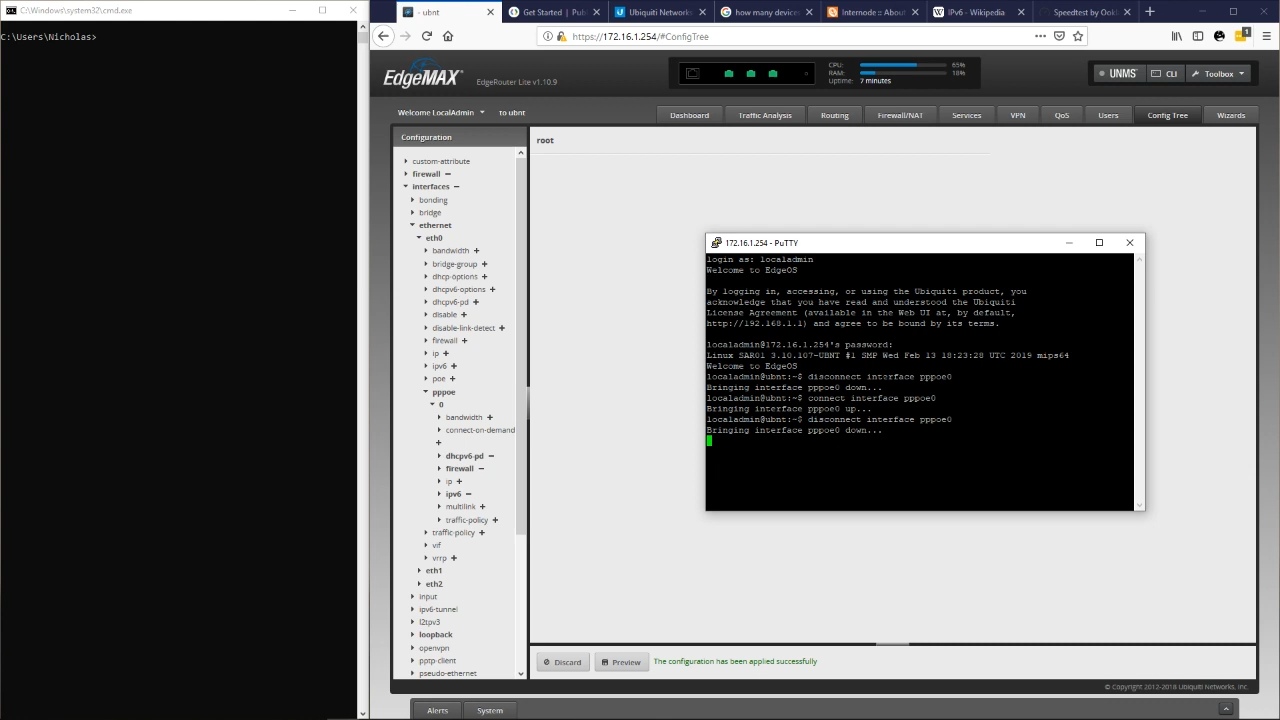 C:\Windows\system32\cmd.exe
C:\Users\Nicholas>
- ubnt
Get Started | Pub
Ubiquiti Networks
how many device
Internode :: Abou
IPv6 - Wikipedia
Speedtest by Ookl
https://172.16.1.254/#ConfigTree
1
EdgeMAX
EdgeRouter Lite v1.10.9
CPU: 65%
RAM: 18%
Uptime: 7 minutes
UNMS
CLI
Toolbox
Welcome LocalAdmin
to ubnt
Dashboard
Traffic Analysis
Routing
Firewall/NAT
Services
VPN
QoS
Users
Config Tree
Wizards
Configuration
root
custom-attribute
firewall
interfaces
bonding
bridge
ethernet
eth0
bandwidth
bridge-group
dhcp-options
dhcpv6-options
dhcpv6-pd
disable
disable-link-detect
firewall
ip
ipv6
poe
pppoe
0
bandwidth
connect-on-demand
dhcpv6-pd
firewall
ip
ipv6
multilink
traffic-policy
traffic-policy
vif
vrrp
eth1
eth2
input
ipv6-tunnel
l2tpv3
loopback
openvpn
pptp-client
pseudo-ethernet
172.16.1.254 - PuTTY
login as: localadmin
Welcome to EdgeOS
By logging in, accessing, or using the Ubiquiti product, you
acknowledge that you have read and understood the Ubiquiti
License Agreement (available in the Web UI at, by default,
http://192.168.1.1) and agree to be bound by its terms.
localadmin@172.16.1.254's password:
Linux SAR01 3.10.107-UBNT #1 SMP Wed Feb 13 18:23:28 UTC 2019 mips64
Welcome to EdgeOS
localadmin@ubnt:~$ disconnect interface pppoe0
Bringing interface pppoe0 down...
localadmin@ubnt:~$ connect interface pppoe0
Bringing interface pppoe0 up...
localadmin@ubnt:~$ disconnect interface pppoe0
Bringing interface pppoe0 down...
Discard
Preview
The configuration has been applied successfully
© Copyright 2012-2018 Ubiquiti Networks, Inc.
Alerts
System